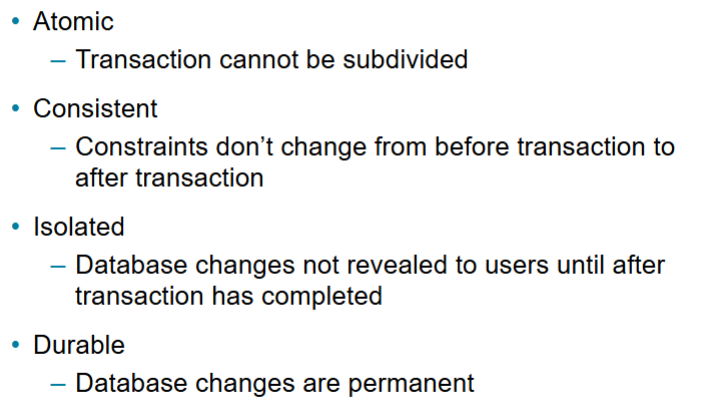 • Atomic
– Transaction cannot be subdivided
• Consistent
– Constraints don’t change from before transaction to
after transaction
• Isolated
– Database changes not revealed to users until after
transaction has completed
• Durable
– Database changes are permanent